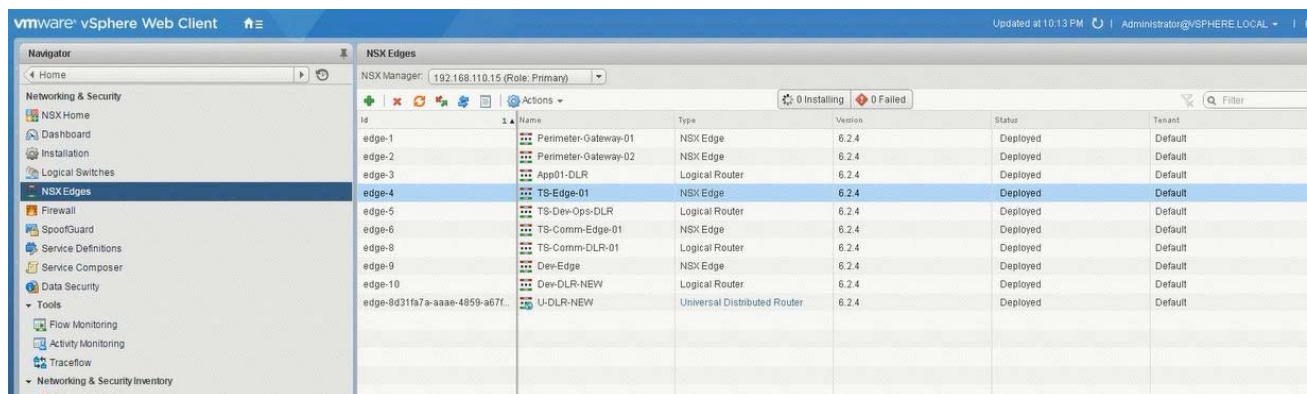 vmware® vSphere Web Client
Updated at 10:13 PM | Administrator@VSPHERE.LOCAL
Navigator
Home
Networking & Security
NSX Home
Dashboard
Installation
Logical Switches
NSX Edges
Firewall
SpoofGuard
Service Definitions
Service Composer
Data Security
Tools
Flow Monitoring
Activity Monitoring
Traceflow
Networking & Security Inventory
NSX Edges
NSX Manager: 192.168.110.15 (Role: Primary)
Actions 0 Installing 0 Failed Filter
Id 1 Name Type Version Status Tenant
edge-1 Perimeter-Gateway-01 NSX Edge 6.2.4 Deployed Default
edge-2 Perimeter-Gateway-02 NSX Edge 6.2.4 Deployed Default
edge-3 App01-DLR Logical Router 6.2.4 Deployed Default
edge-4 TS-Edge-01 NSX Edge 6.2.4 Deployed Default
edge-5 TS-Dev-Ops-DLR Logical Router 6.2.4 Deployed Default
edge-6 TS-Comm-Edge-01 NSX Edge 6.2.4 Deployed Default
edge-8 TS-Comm-DLR-01 Logical Router 6.2.4 Deployed Default
edge-9 Dev-Edge NSX Edge 6.2.4 Deployed Default
edge-10 Dev-DLR-NEW Logical Router 6.2.4 Deployed Default
edge-8d31fa7a-aaae-4859-a67f... U-DLR-NEW Universal Distributed Router 6.2.4 Deployed Default